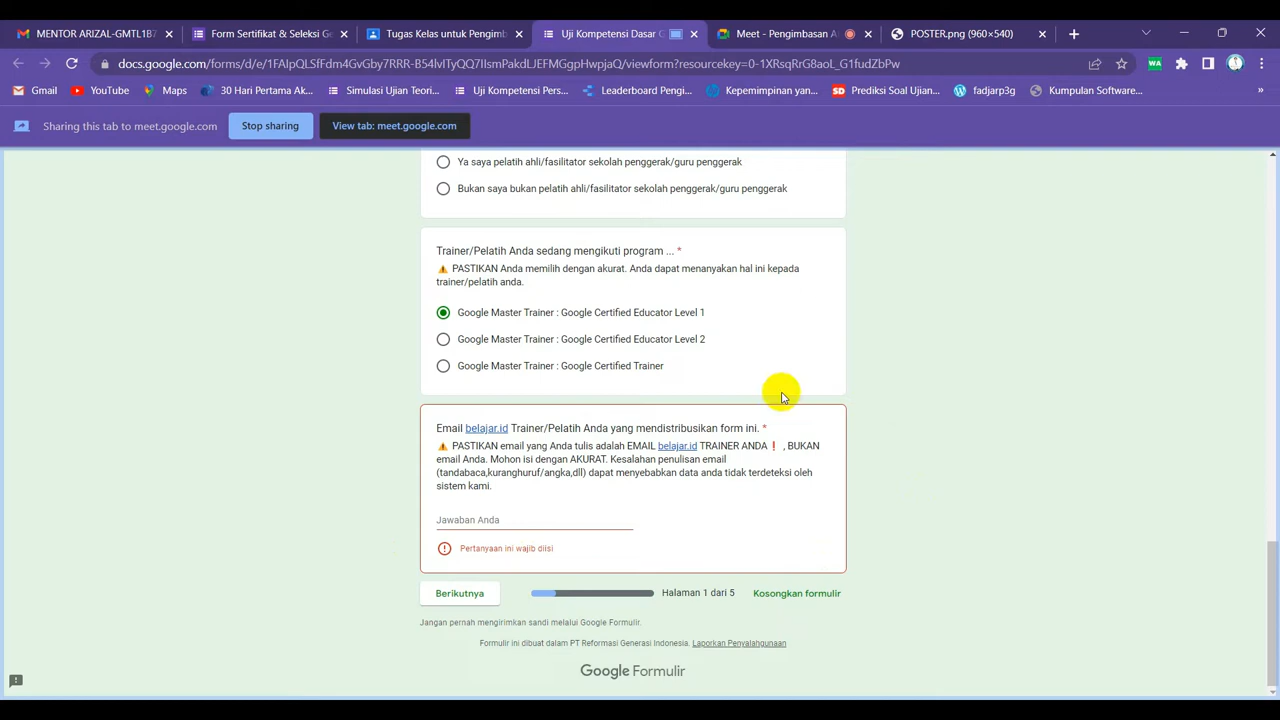 MENTOR ARIZAL-GMTL1B7
Form Sertifikat & Seleksi Go
Tugas Kelas untuk Pengimb
Uji Kompetensi Dasar G
Meet - Pengimbasan A
POSTER.png (960×540)
docs.google.com/forms/d/e/1FAIpQLSfFdm4GvGby7RRR-B54lvlTyQQ7IlsmPakdLJEFMGgpHwpjaQ/viewform?resourcekey=0-1XRsqRrG8aoL_G1fudZbPw
WA
Gmail
YouTube
Maps
30 Hari Pertama Ak...
Simulasi Ujian Teori...
Uji Kompetensi Pers...
Leaderboard Pengi...
Kepemimpinan yan...
SD Prediksi Soal Ujian...
fadjarp3g
Kumpulan Software...
Sharing this tab to meet.google.com
Stop sharing
View tab: meet.google.com
Ya saya pelatih ahli/fasilitator sekolah penggerak/guru penggerak
Bukan saya bukan pelatih ahli/fasilitator sekolah penggerak/guru penggerak
Trainer/Pelatih Anda sedang mengikuti program ... *
⚠️ PASTIKAN Anda memilih dengan akurat. Anda dapat menanyakan hal ini kepada
trainer/pelatih anda.
Google Master Trainer : Google Certified Educator Level 1
Google Master Trainer : Google Certified Educator Level 2
Google Master Trainer : Google Certified Trainer
Email belajar.id Trainer/Pelatih Anda yang mendistribusikan form ini. *
⚠️ PASTIKAN email yang Anda tulis adalah EMAIL belajar.id TRAINER ANDA❗ , BUKAN
email Anda. Mohon isi dengan AKURAT. Kesalahan penulisan email
(tandabaca,kuranghuruf/angka,dll) dapat menyebabkan data anda tidak terdeteksi oleh
sistem kami.
Jawaban Anda
Pertanyaan ini wajib diisi
Berikutnya
Halaman 1 dari 5
Kosongkan formulir
Jangan pernah mengirimkan sandi melalui Google Formulir.
Formulir ini dibuat dalam PT Reformasi Generasi Indonesia. Laporkan Penyalahgunaan
Google Formulir